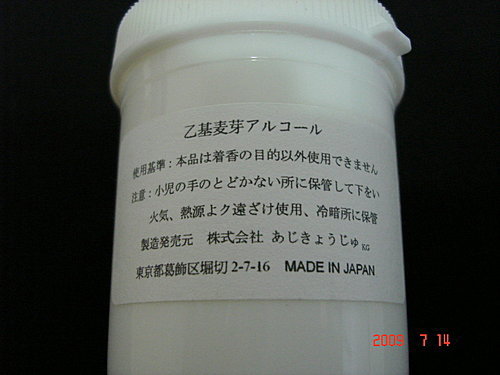 乙基麦芽アルコール
使用基準：本品は着香の目的以外使用できません
注意：小児の手のとどかない所に保管して下をい
火気、熱源よク遠ざけ使用、冷暗所に保管
製造発売元 株式会社 あじきょうじゅ KG
東京都葛飾区堀切 2-7-16 MADE IN JAPAN
2009 7 14